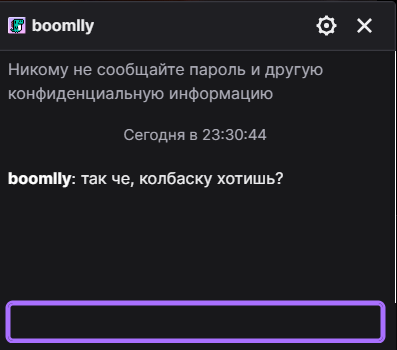 boomlly
Никому не сообщайте пароль и другую
конфиденциальную информацию
Сегодня в 23:30:44
boomlly: так че, колбаску хотишь?